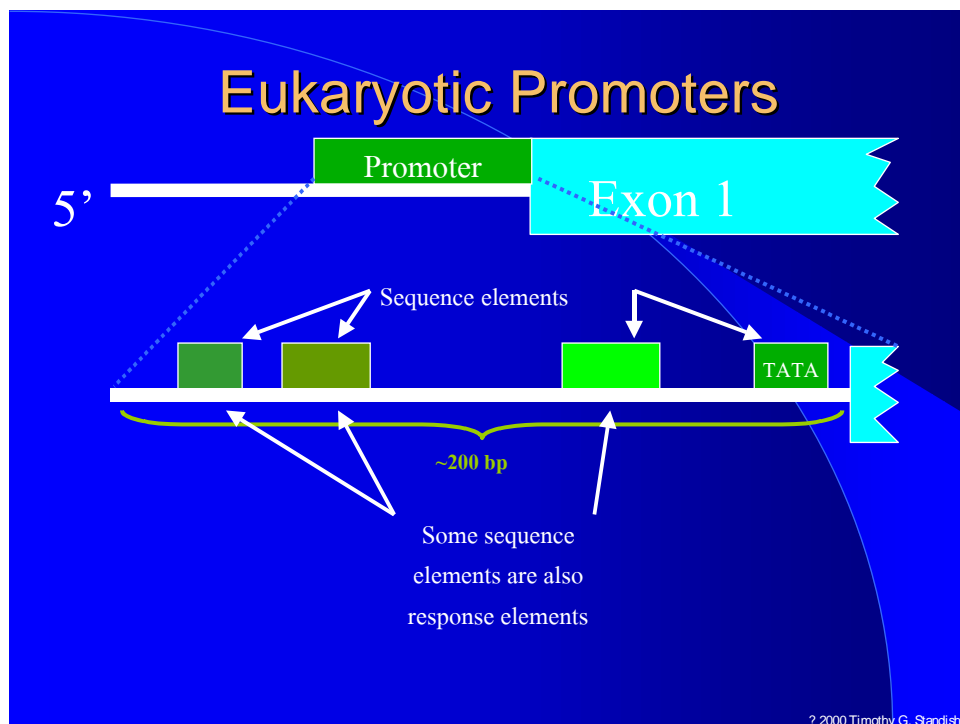 Eukaryotic Promoters
Promoter
5’
Exon 1
Sequence elements
TATA
~200 bp
Some sequence
elements are also
response elements
? 2000 Timothy G. Standish